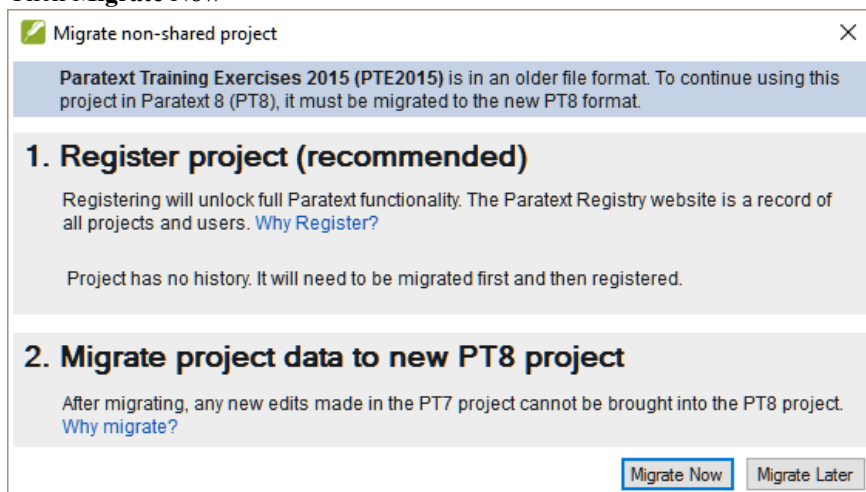 Migrate non-shared project
Paratext Training Exercises 2015 (PTE2015) is in an older file format. To continue using this
project in Paratext 8 (PT8), it must be migrated to the new PT8 format.
1. Register project (recommended)
Registering will unlock full Paratext functionality. The Paratext Registry website is a record of
all projects and users. Why Register?
Project has no history. It will need to be migrated first and then registered.
2. Migrate project data to new PT8 project
After migrating, any new edits made in the PT7 project cannot be brought into the PT8 project.
Why migrate?
Migrate Now Migrate Later